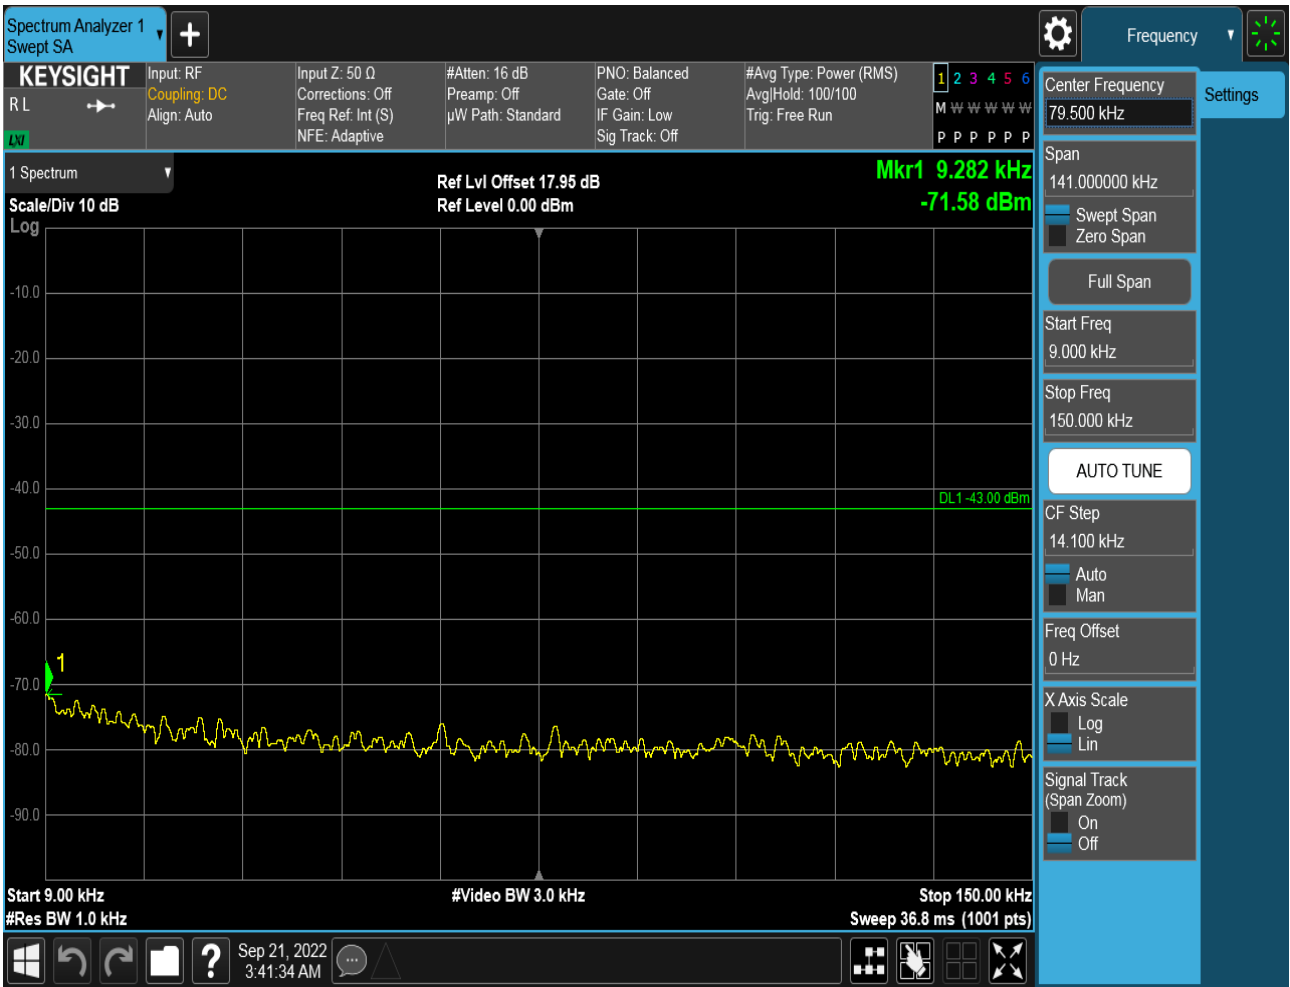 Spectrum Analyzer 1
Swept SA
Frequency
KEYSIGHT
R L
LXI
Input: RF
Coupling: DC
Align: Auto
Input Z: 50 Ω
Corrections: Off
Freq Ref: Int (S)
NFE: Adaptive
#Atten: 16 dB
Preamp: Off
µW Path: Standard
PNO: Balanced
Gate: Off
IF Gain: Low
Sig Track: Off
#Avg Type: Power (RMS)
Avg|Hold: 100/100
Trig: Free Run
1 2 3 4 5 6
M W W W W W
P P P P P P
1 Spectrum
Scale/Div 10 dB
Log
Ref Lvl Offset 17.95 dB
Ref Level 0.00 dBm
Mkr1 9.282 kHz
-71.58 dBm
-10.0
-20.0
-30.0
-40.0
DL1 -43.00 dBm
-50.0
-60.0
1
-70.0
-80.0
-90.0
Start 9.00 kHz
#Res BW 1.0 kHz
#Video BW 3.0 kHz
Stop 150.00 kHz
Sweep 36.8 ms (1001 pts)
Sep 21, 2022
3:41:34 AM
Settings
Center Frequency
79.500 kHz
Span
141.000000 kHz
Swept Span
Zero Span
Full Span
Start Freq
9.000 kHz
Stop Freq
150.000 kHz
AUTO TUNE
CF Step
14.100 kHz
Auto
Man
Freq Offset
0 Hz
X Axis Scale
Log
Lin
Signal Track
(Span Zoom)
On
Off